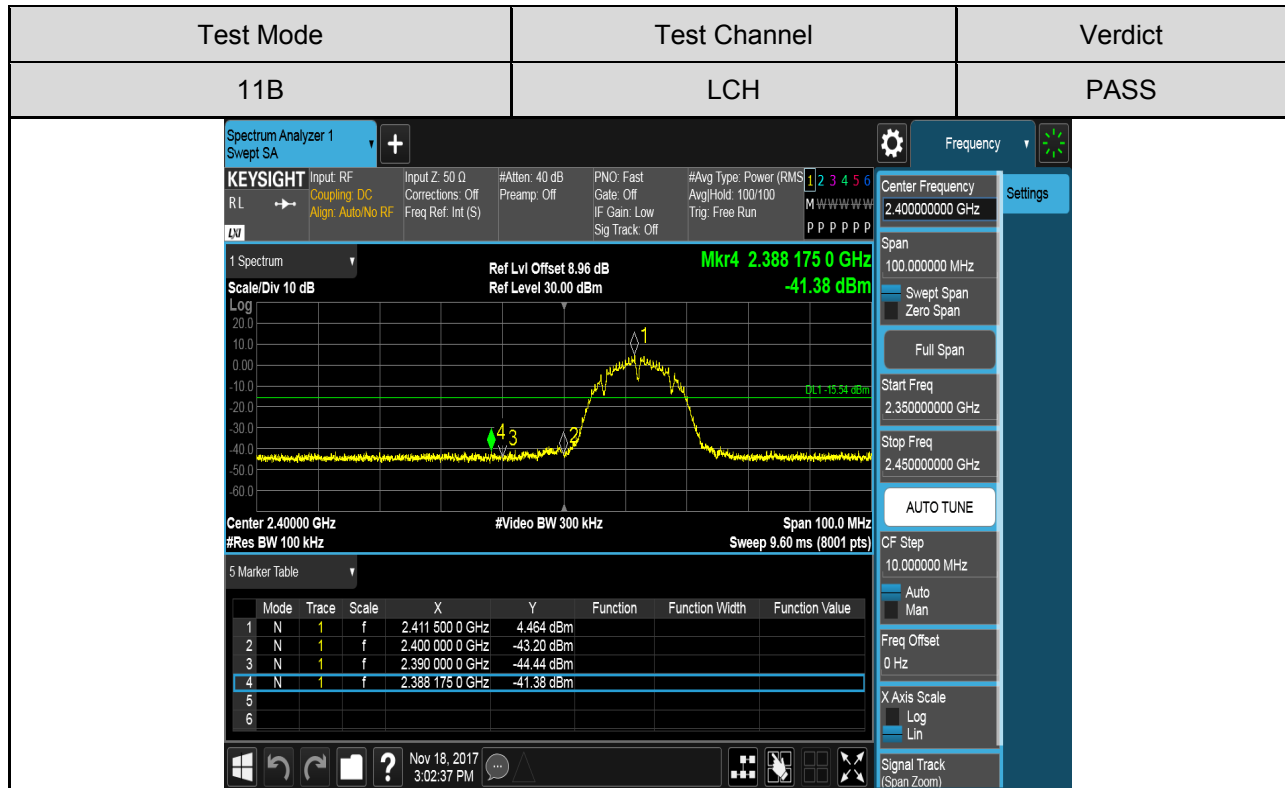 Test Mode Test Channel Verdict
11B LCH PASS
Spectrum Analyzer 1
Swept SA
Frequency
KEYSIGHT Input: RF Input Z: 50 Ω #Atten: 40 dB PNO: Fast #Avg Type: Power (RMS 1 2 3 4 5 6
RL Coupling: DC Corrections: Off Preamp: Off Gate: Off Avg|Hold: 100/100 M W W W W W
Align: Auto/No RF Freq Ref: Int (S) IF Gain: Low Trig: Free Run
LXI Sig Track: Off P P P P P P
1 Spectrum Ref Lvl Offset 8.96 dB Mkr4 2.388 175 0 GHz
Scale/Div 10 dB Ref Level 30.00 dBm -41.38 dBm
Log
20.0
10.0
0.00
-10.0
-20.0
-30.0
-40.0
-50.0
-60.0
1
DL1 -15.54 dBm
4 3 2
Center 2.40000 GHz #Video BW 300 kHz Span 100.0 MHz
#Res BW 100 kHz Sweep 9.60 ms (8001 pts)
5 Marker Table
Mode Trace Scale X Y Function Function Width Function Value
1 N 1 f 2.411 500 0 GHz 4.464 dBm
2 N 1 f 2.400 000 0 GHz -43.20 dBm
3 N 1 f 2.390 000 0 GHz -44.44 dBm
4 N 1 f 2.388 175 0 GHz -41.38 dBm
5
6
Nov 18, 2017
3:02:37 PM
Center Frequency
2.400000000 GHz
Settings
Span
100.000000 MHz
Swept Span
Zero Span
Full Span
Start Freq
2.350000000 GHz
Stop Freq
2.450000000 GHz
AUTO TUNE
CF Step
10.000000 MHz
Auto
Man
Freq Offset
0 Hz
X Axis Scale
Log
Lin
Signal Track
(Span Zoom)